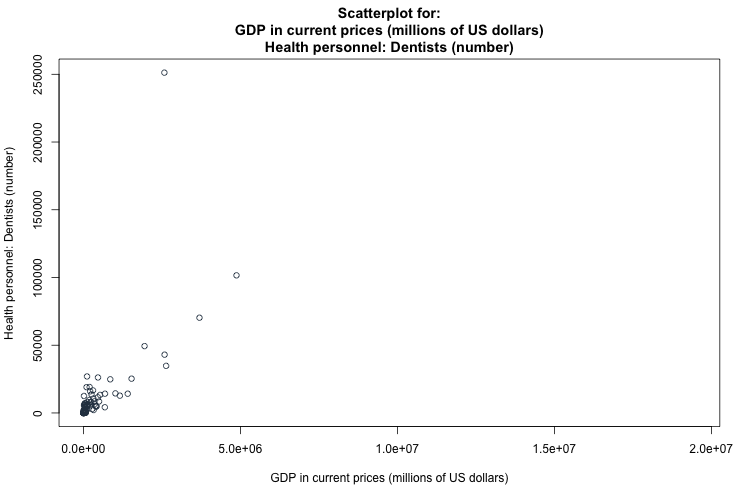 Scatterplot for:
GDP in current prices (millions of US dollars)
Health personnel: Dentists (number)
Health personnel: Dentists (number)
250000
200000
150000
100000
50000
0
0.0e+00 5.0e+06 1.0e+07 1.5e+07 2.0e+07
GDP in current prices (millions of US dollars)